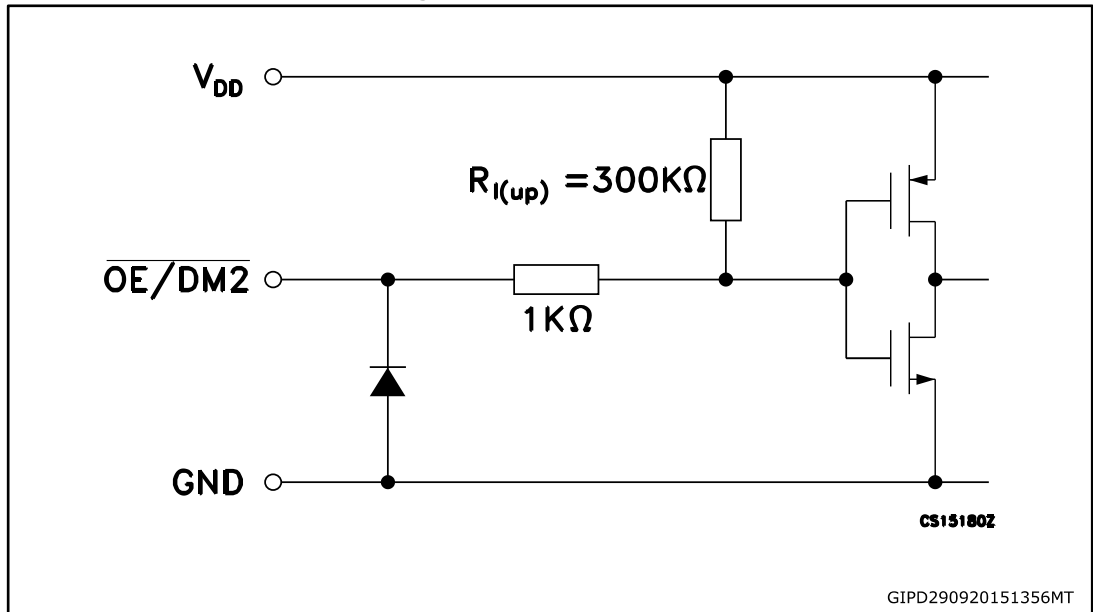 VDD
RI(up) =300KΩ
OE/DM2
1KΩ
GND
CS15180Z
GIPD290920151356MT